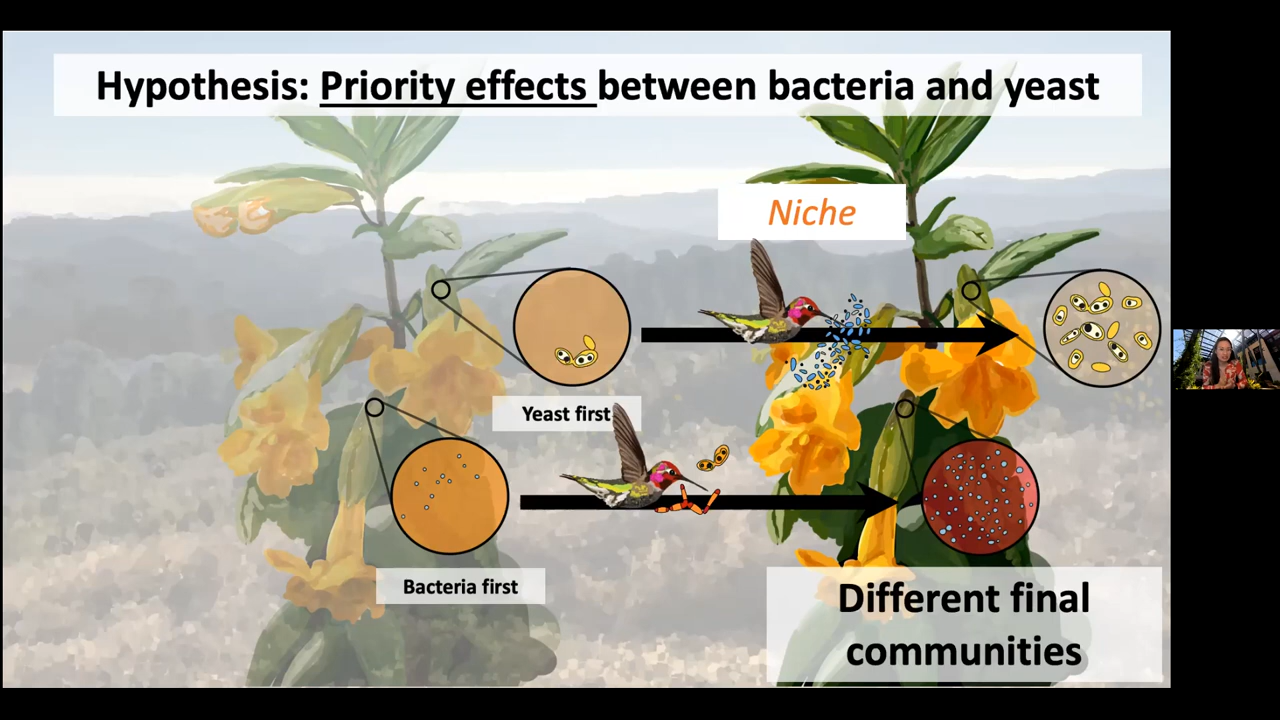 Hypothesis: Priority effects between bacteria and yeast
Niche
Yeast first
Bacteria first
Different final
communities